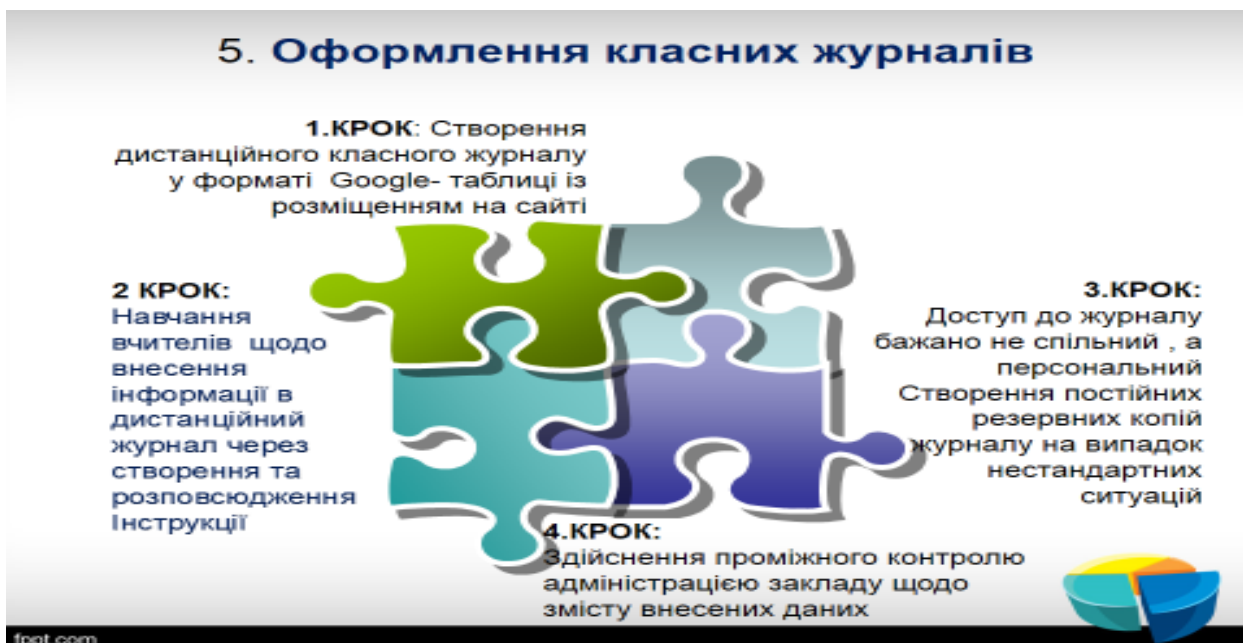 5. Оформлення класних журналів
1.КРОК: Створення
дистанційного класного журналу
у форматі Google- таблиці із
розміщенням на сайті
2 КРОК:
Навчання
вчителів щодо
внесення
інформації в
дистанційний
журнал через
створення та
розповсюдження
Інструкції
3.КРОК:
Доступ до журналу
бажано не спільний , а
персональний
Створення постійних
резервних копій
журналу на випадок
нестандартних
ситуацій
4.КРОК:
Здійснення проміжного контролю
адміністрацією закладу щодо
змісту внесених даних
fppt.com